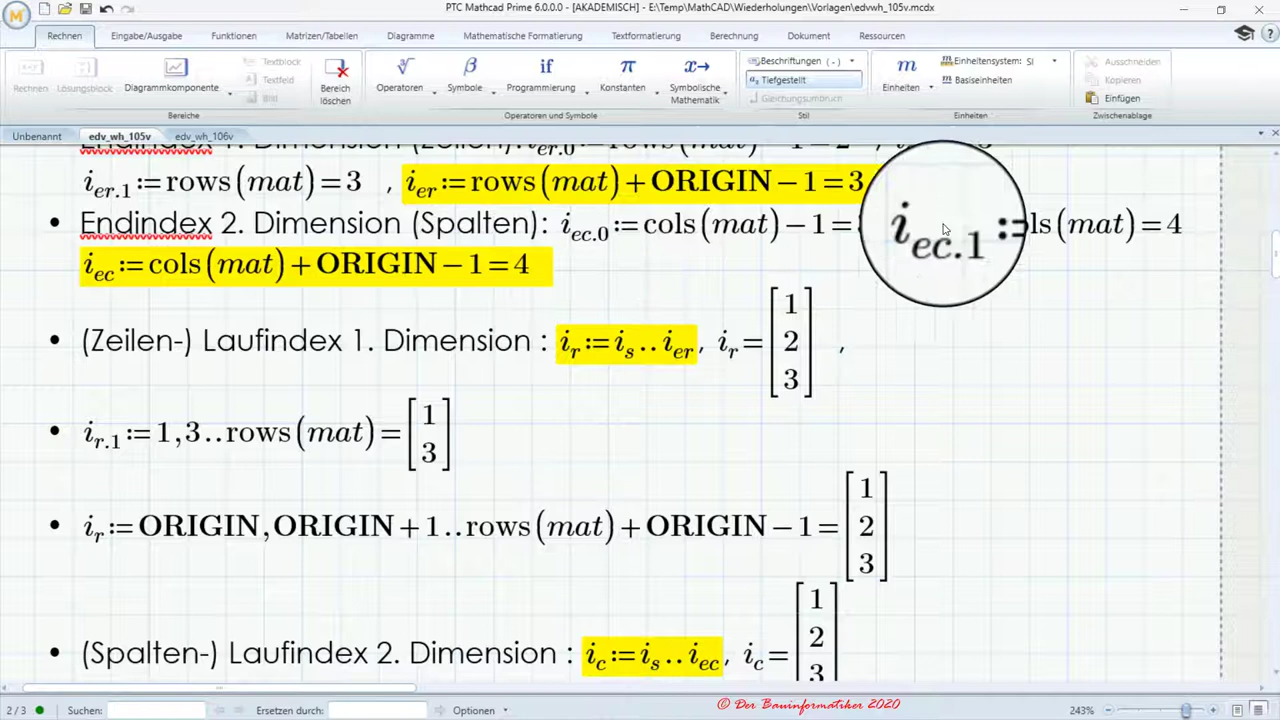 PTC Mathcad Prime 6.0.0.0 - [AKADEMISCH] - E:\Temp\MathCAD\Wiederholungen\Vorlagen\edvwh_105v.mcdx
Rechnen Eingabe/Ausgabe Funktionen Matrizen/Tabellen Diagramme Mathematische Formatierung Textformatierung Berechnung Dokument Ressourcen
Rechnen Lösungsblock Diagrammkomponente Textblock Textfeld Bild Bereich löschen
Operatoren Symbole Programmierung Konstanten Symbolische Mathematik
Beschriftungen (-) Tiefgestellt Gleichungsumbruch
Einheiten Einheitensystem: SI Basiseinheiten
Ausschneiden Kopieren Einfügen
Bereiche Operatoren und Symbole Stil Einheiten Zwischenablage
Unbenannt edv_wh_105v edv_wh_106v
i_er.1 := rows(mat) = 3 , i_er := rows(mat) + ORIGIN − 1 = 3
• Endindex 2. Dimension (Spalten): i_ec.0 := cols(mat) − 1 = i_ec.1 := ls(mat) = 4
i_ec := cols(mat) + ORIGIN − 1 = 4
• (Zeilen-) Laufindex 1. Dimension : i_r := i_s .. i_er , i_r = [1 2 3] ,
• i_r.1 := 1, 3 .. rows(mat) = [1 3]
• i_r := ORIGIN, ORIGIN + 1 .. rows(mat) + ORIGIN − 1 = [1 2 3]
• (Spalten-) Laufindex 2. Dimension : i_c := i_s .. i_ec , i_c = [1 2 3
2 / 3 Suchen: Ersetzen durch: Optionen © Der Bauinformatiker 2020 243%